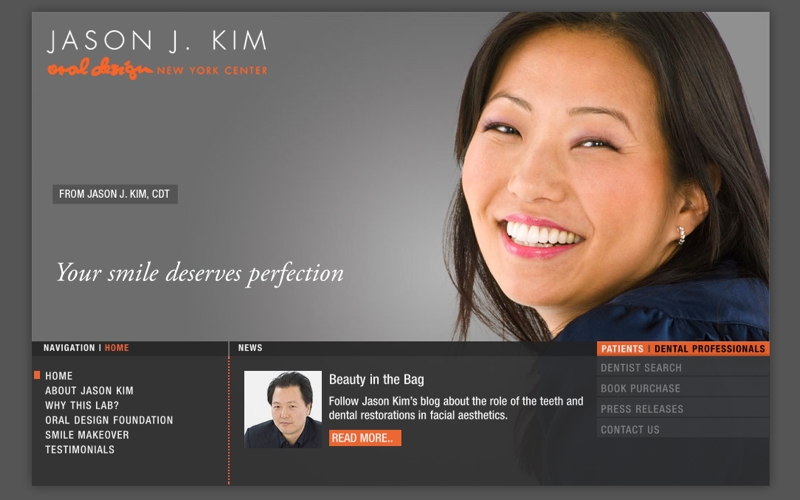 JASON J. KIM
oral design NEW YORK CENTER
FROM JASON J. KIM, CDT
Your smile deserves perfection
NAVIGATION | HOME
HOME
ABOUT JASON KIM
WHY THIS LAB?
ORAL DESIGN FOUNDATION
SMILE MAKEOVER
TESTIMONIALS
NEWS
Beauty in the Bag
Follow Jason Kim's blog about the role of the teeth and
dental restorations in facial aesthetics.
READ MORE..
PATIENTS | DENTAL PROFESSIONALS
DENTIST SEARCH
BOOK PURCHASE
PRESS RELEASES
CONTACT US